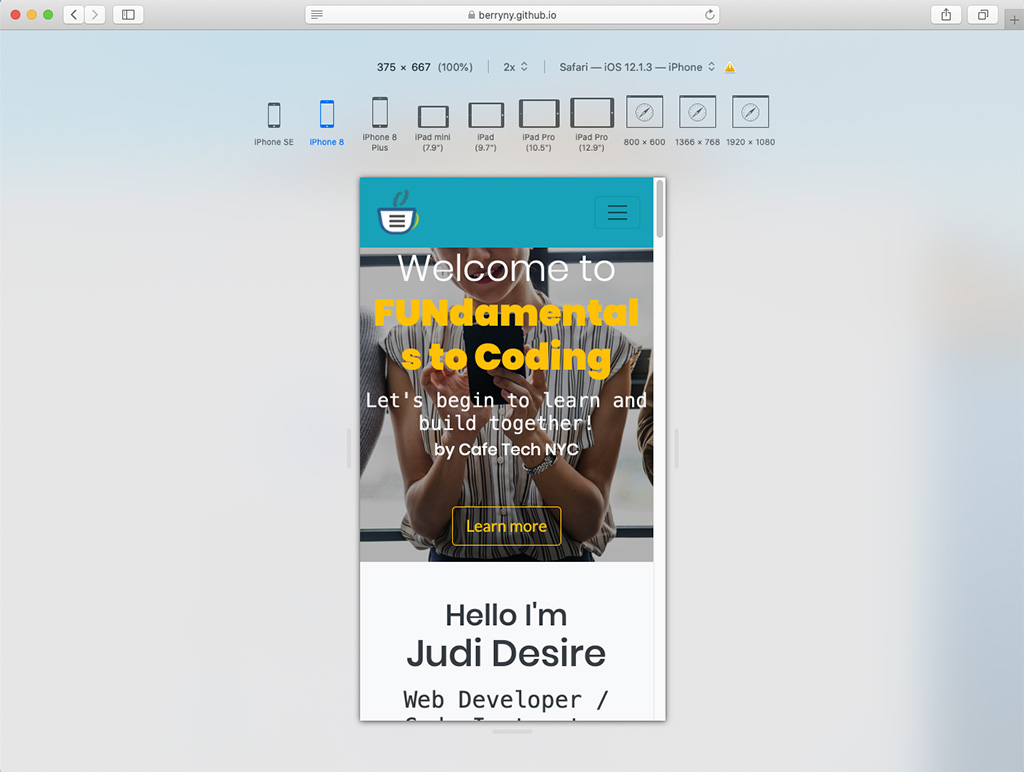 berryny.github.io
375 × 667 (100%) 2x Safari — iOS 12.1.3 — iPhone
iPhone SE
iPhone 8
iPhone 8
Plus
iPad mini
(7.9")
iPad
(9.7")
iPad Pro
(10.5")
iPad Pro
(12.9")
800 × 600
1366 × 768
1920 × 1080
Welcome to
FUNdamental
s to Coding
Let's begin to learn and
build together!
by Cafe Tech NYC
Learn more
Hello I'm
Judi Desire
Web Developer /